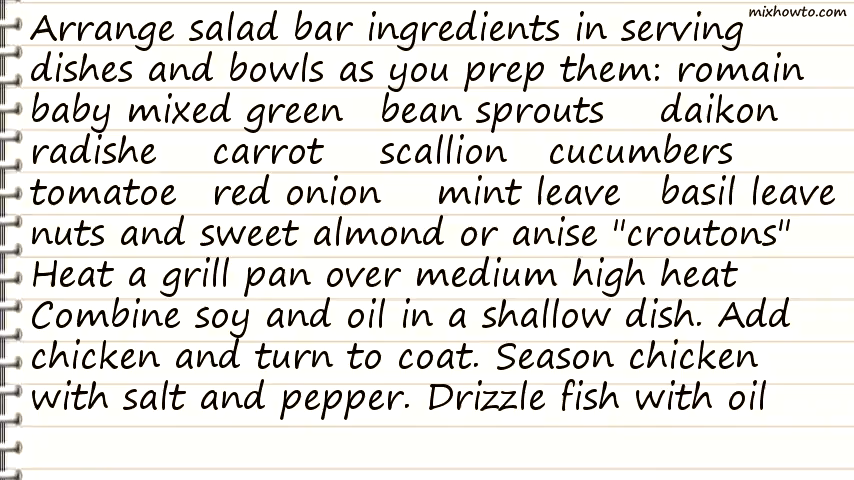 mixhowto.com
Arrange salad bar ingredients in serving
dishes and bowls as you prep them: romain
baby mixed green bean sprouts daikon
radishe carrot scallion cucumbers
tomatoe red onion mint leave basil leave
nuts and sweet almond or anise "croutons"
Heat a grill pan over medium high heat
Combine soy and oil in a shallow dish. Add
chicken and turn to coat. Season chicken
with salt and pepper. Drizzle fish with oil